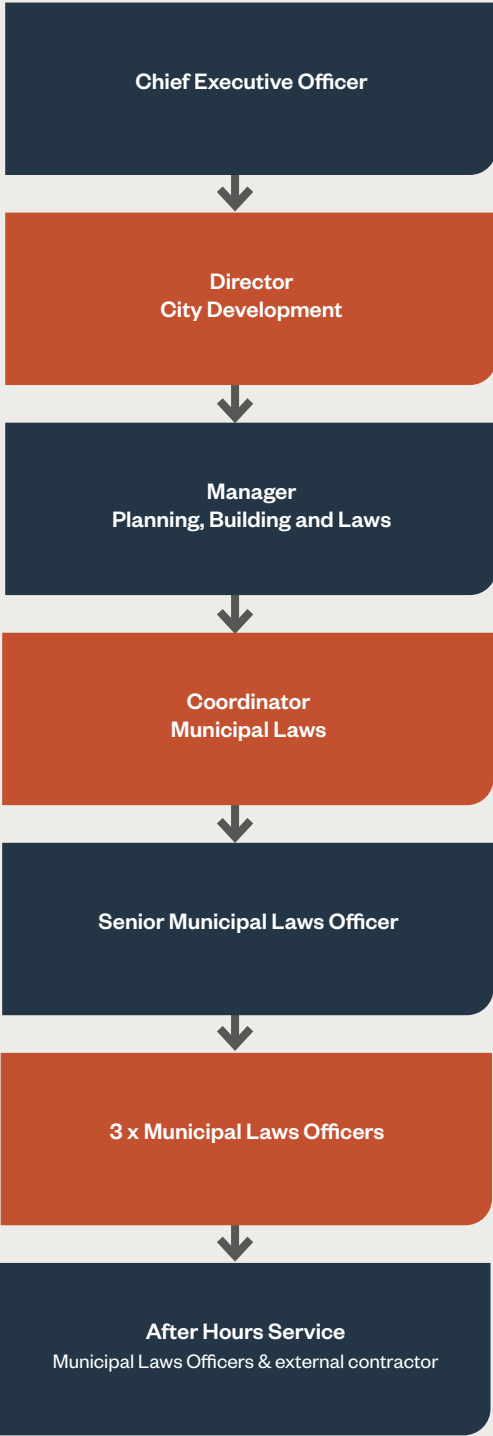 Chief Executive Officer
Director
City Development
Manager
Planning, Building and Laws
Coordinator
Municipal Laws
Senior Municipal Laws Officer
3 x Municipal Laws Officers
After Hours Service
Municipal Laws Officers & external contractor